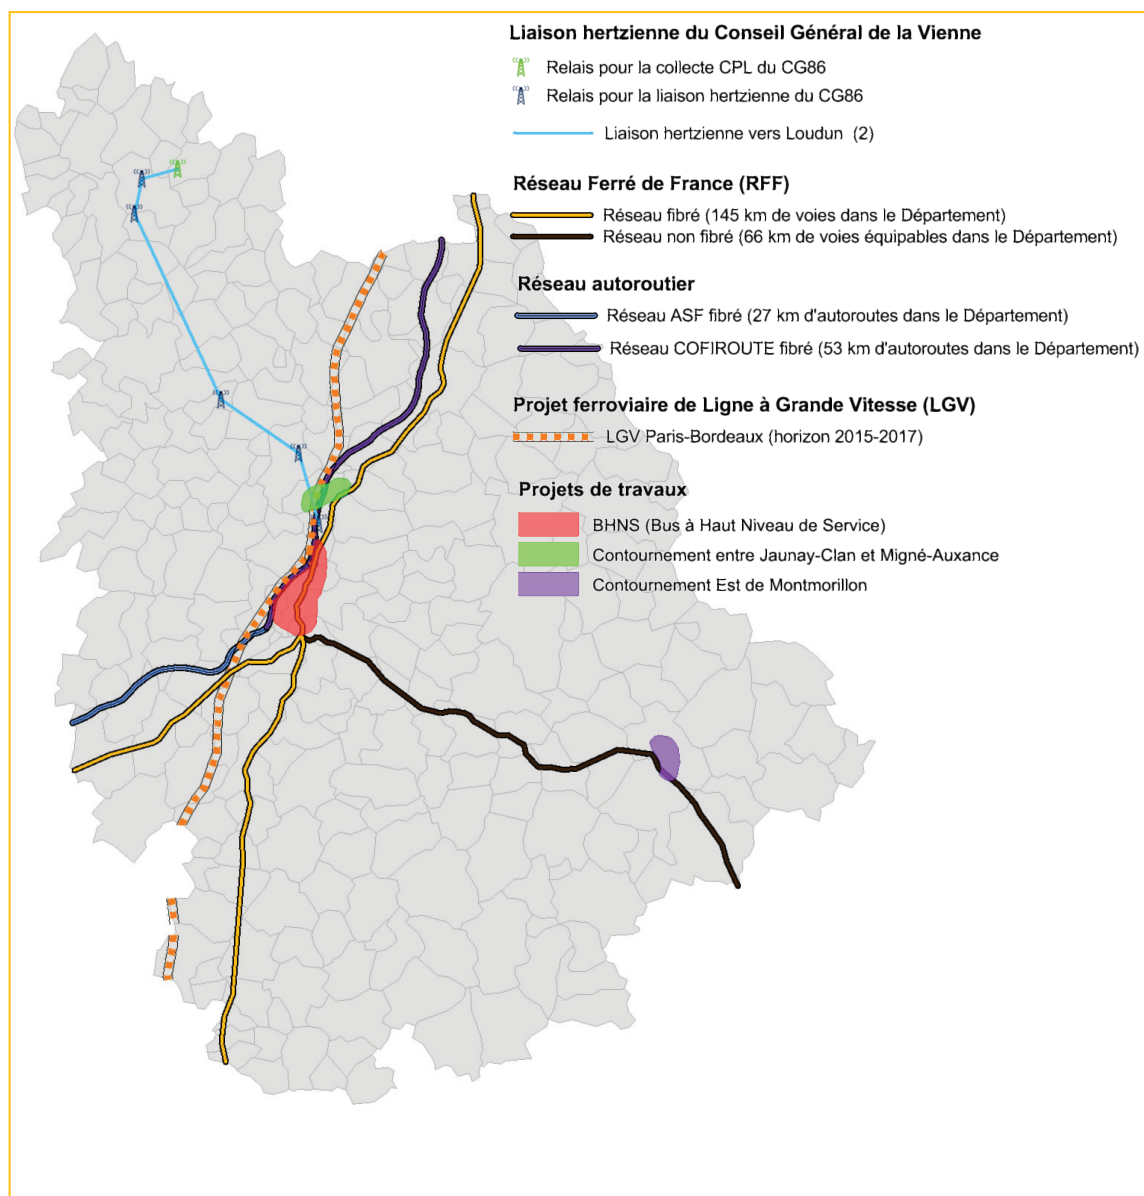 Liaison hertzienne du Conseil Général de la Vienne
Relais pour la collecte CPL du CG86
Relais pour la liaison hertzienne du CG86
Liaison hertzienne vers Loudun (2)
Réseau Ferré de France (RFF)
Réseau fibré (145 km de voies dans le Département)
Réseau non fibré (66 km de voies équipables dans le Département)
Réseau autoroutier
Réseau ASF fibré (27 km d'autoroutes dans le Département)
Réseau COFIROUTE fibré (53 km d'autoroutes dans le Département)
Projet ferroviaire de Ligne à Grande Vitesse (LGV)
LGV Paris-Bordeaux (horizon 2015-2017)
Projets de travaux
BHNS (Bus à Haut Niveau de Service)
Contournement entre Jaunay-Clan et Migné-Auxance
Contournement Est de Montmorillon